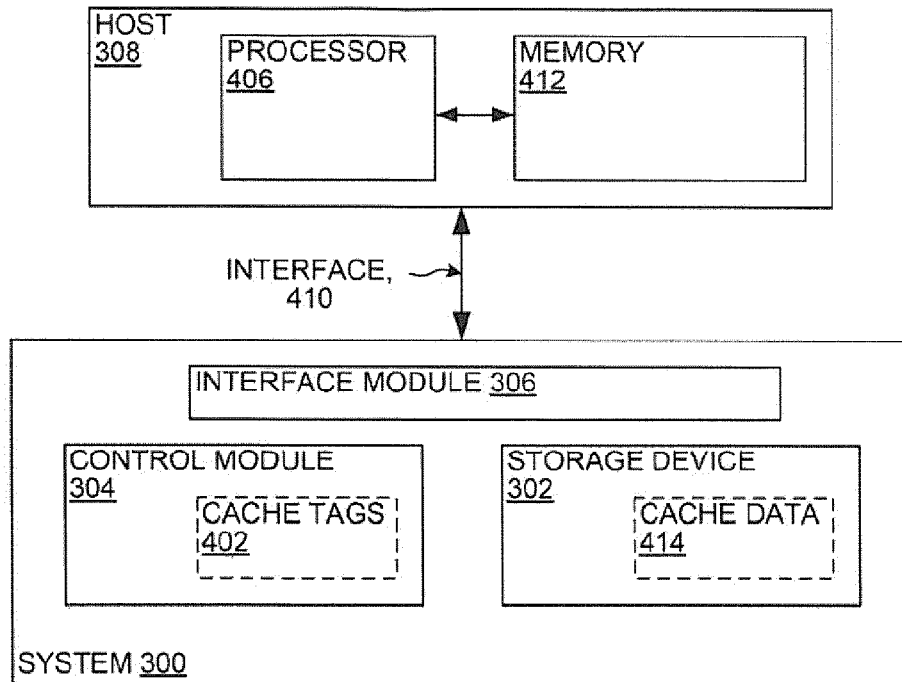 HOST
308
PROCESSOR
406
MEMORY
412
INTERFACE,
410
INTERFACE MODULE 306
CONTROL MODULE
304
CACHE TAGS
402
STORAGE DEVICE
302
CACHE DATA
414
SYSTEM 300